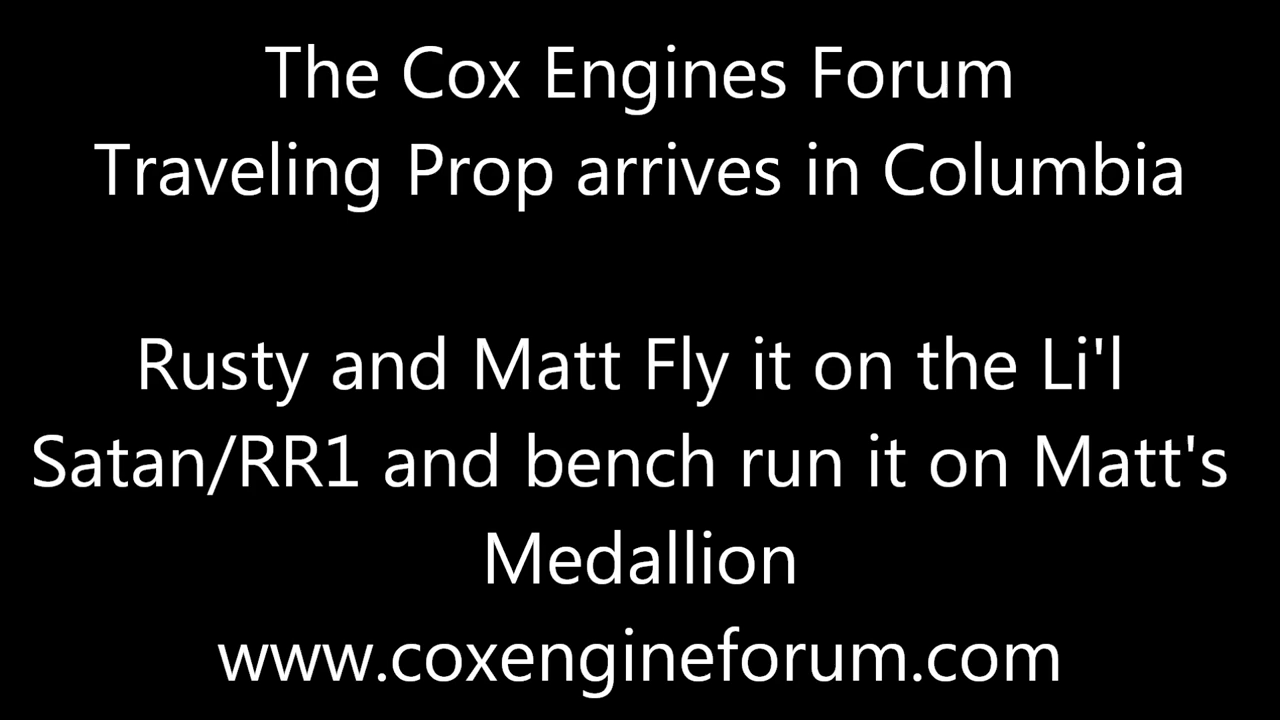 The Cox Engines Forum
Traveling Prop arrives in Columbia
Rusty and Matt Fly it on the Li'l
Satan/RR1 and bench run it on Matt's
Medallion
www.coxengineforum.com